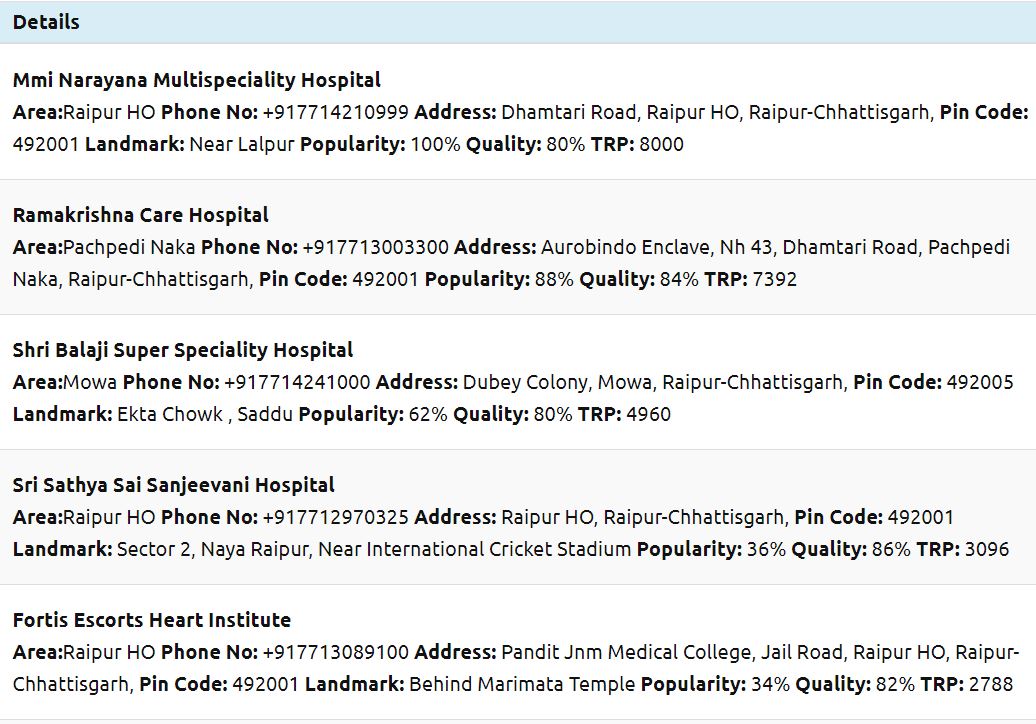 Details
Mmi Narayana Multispeciality Hospital
Area:Raipur HO Phone No: +917714210999 Address: Dhamtari Road, Raipur HO, Raipur-Chhattisgarh, Pin Code:
492001 Landmark: Near Lalpur Popularity: 100% Quality: 80% TRP: 8000
Ramakrishna Care Hospital
Area:Pachpedi Naka Phone No: +917713003300 Address: Aurobindo Enclave, Nh 43, Dhamtari Road, Pachpedi
Naka, Raipur-Chhattisgarh, Pin Code: 492001 Popularity: 88% Quality: 84% TRP: 7392
Shri Balaji Super Speciality Hospital
Area:Mowa Phone No: +917714241000 Address: Dubey Colony, Mowa, Raipur-Chhattisgarh, Pin Code: 492005
Landmark: Ekta Chowk , Saddu Popularity: 62% Quality: 80% TRP: 4960
Sri Sathya Sai Sanjeevani Hospital
Area:Raipur HO Phone No: +917712970325 Address: Raipur HO, Raipur-Chhattisgarh, Pin Code: 492001
Landmark: Sector 2, Naya Raipur, Near International Cricket Stadium Popularity: 36% Quality: 86% TRP: 3096
Fortis Escorts Heart Institute
Area:Raipur HO Phone No: +917713089100 Address: Pandit Jnm Medical College, Jail Road, Raipur HO, Raipur-
Chhattisgarh, Pin Code: 492001 Landmark: Behind Marimata Temple Popularity: 34% Quality: 82% TRP: 2788